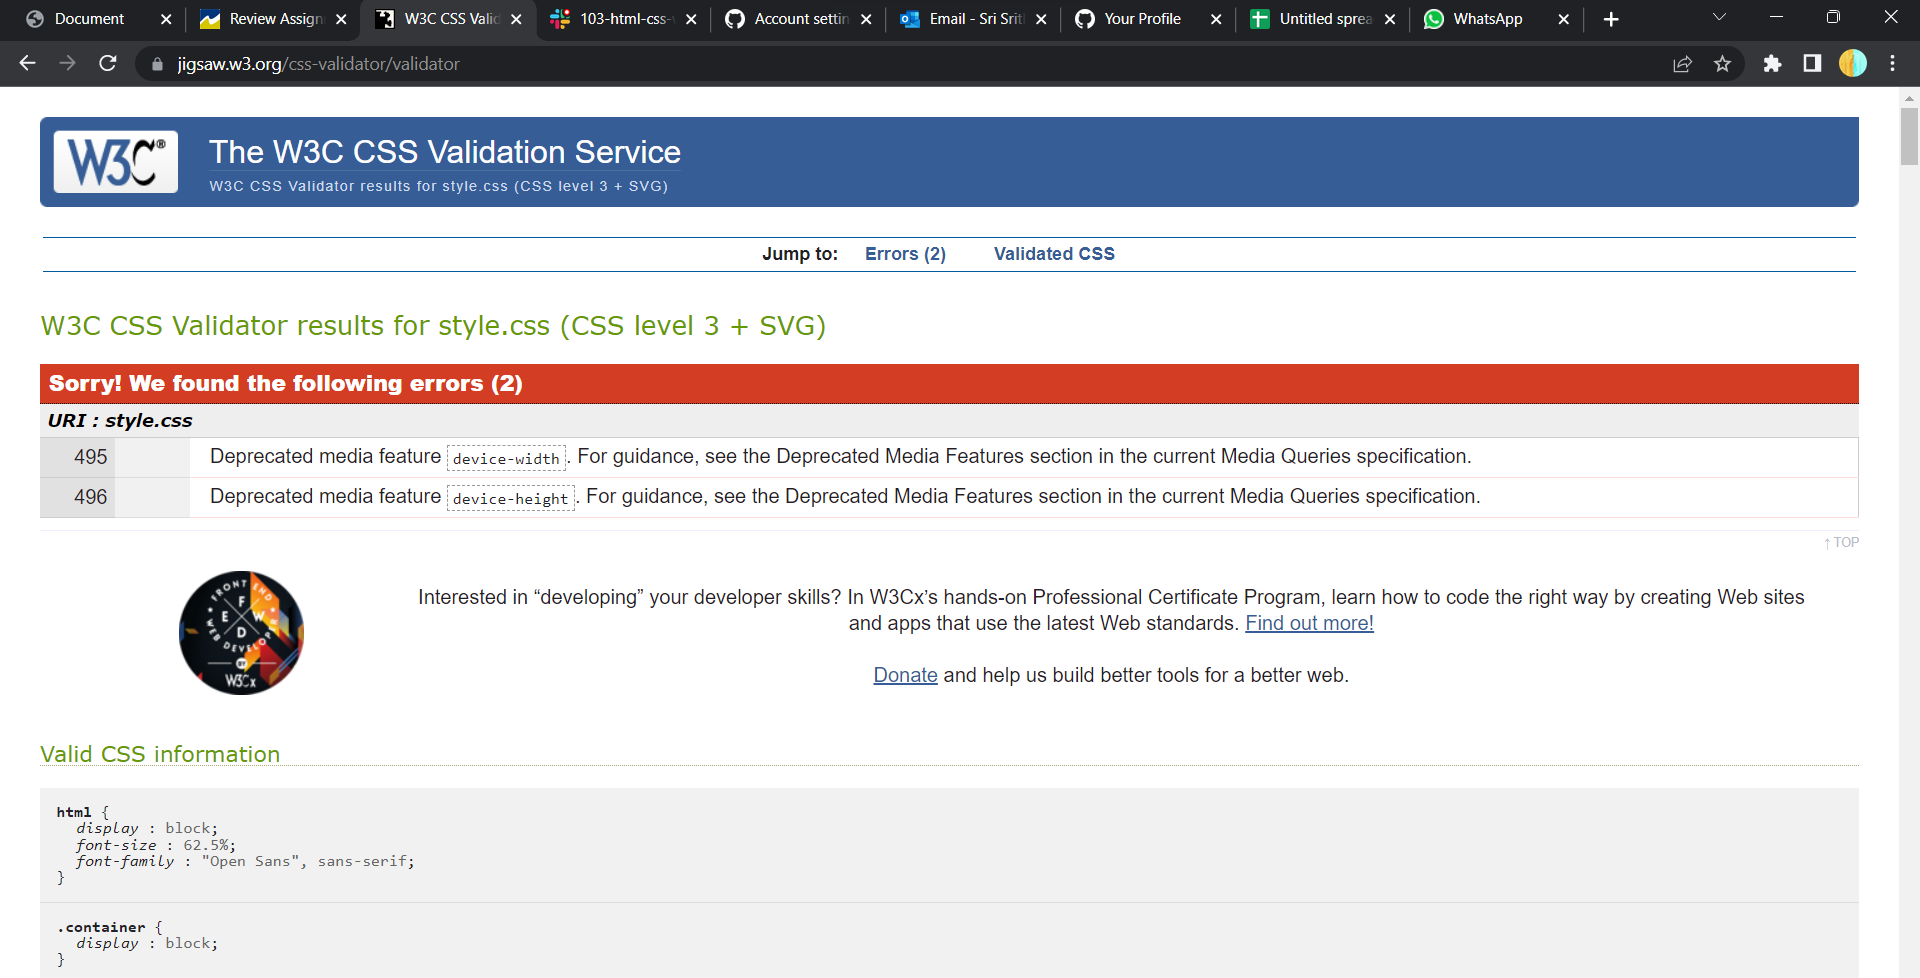 Document
Review Assign
W3C CSS Valid
103-html-css-
Account settin
Email - Sri Srit
Your Profile
Untitled sprea
WhatsApp
jigsaw.w3.org/css-validator/validator
W3C®
The W3C CSS Validation Service
W3C CSS Validator results for style.css (CSS level 3 + SVG)
Jump to: Errors (2) Validated CSS
W3C CSS Validator results for style.css (CSS level 3 + SVG)
Sorry! We found the following errors (2)
URI : style.css
495 Deprecated media feature device-width. For guidance, see the Deprecated Media Features section in the current Media Queries specification.
496 Deprecated media feature device-height. For guidance, see the Deprecated Media Features section in the current Media Queries specification.
↑ TOP
FRONT END
F
E W
D
WEB DEVELOPER
BY
W3Cx
Interested in “developing” your developer skills? In W3Cx’s hands-on Professional Certificate Program, learn how to code the right way by creating Web sites
and apps that use the latest Web standards. Find out more!
Donate and help us build better tools for a better web.
Valid CSS information
html {
display : block;
font-size : 62.5%;
font-family : "Open Sans", sans-serif;
}
.container {
display : block;
}